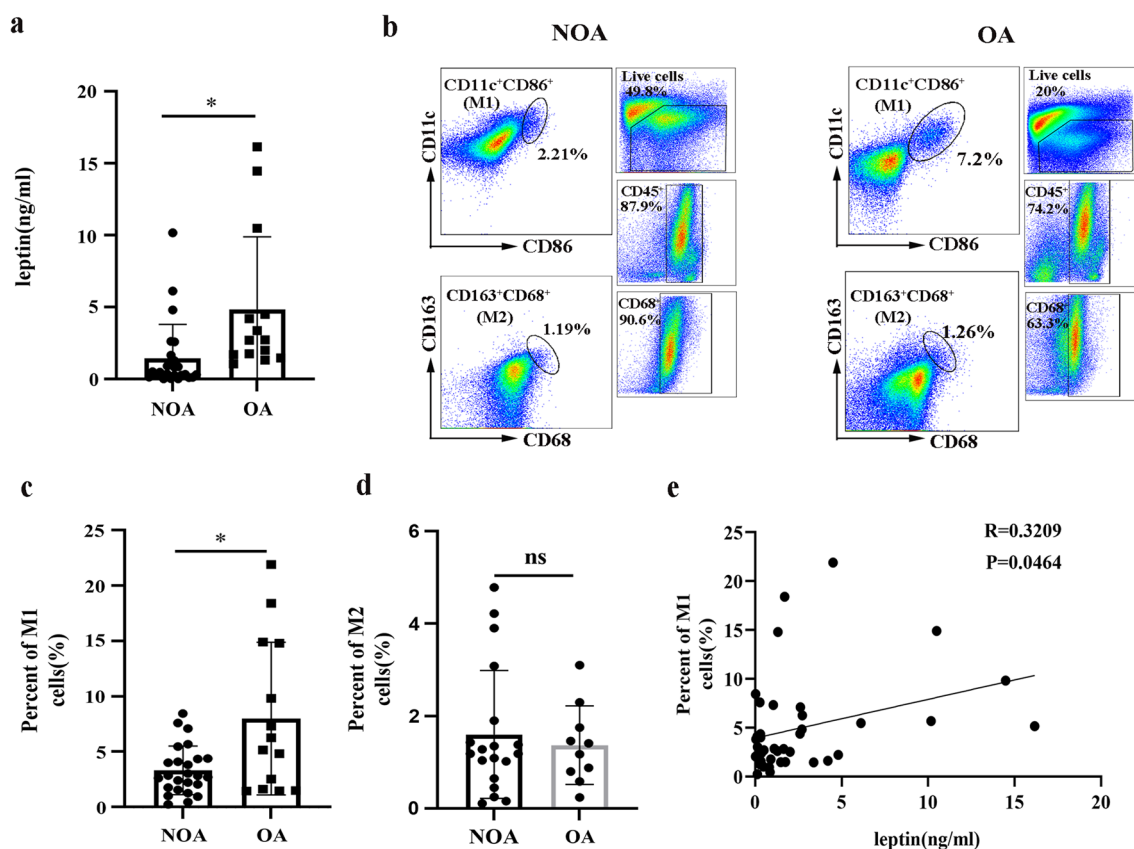 a
20
15
10
5
0
leptin(ng/ml)
*
NOA
OA
b
NOA
OA
CD11c⁺CD86⁺
(M1)
2.21%
CD11c
CD86
Live cells
49.8%
CD45⁺
87.9%
CD68⁺
90.6%
CD163⁺CD68⁺
(M2)
1.19%
CD163
CD68
CD11c⁺CD86⁺
(M1)
7.2%
CD11c
CD86
Live cells
20%
CD45⁺
74.2%
CD68⁺
63.3%
CD163⁺CD68⁺
(M2)
1.26%
CD163
CD68
c
25
20
15
10
5
0
Percent of M1
cells(%)
*
NOA
OA
d
6
4
2
0
Percent of M2
cells(%)
ns
NOA
OA
e
R=0.3209
P=0.0464
25
20
15
10
5
0
Percent of M1
cells(%)
0
5
10
15
20
leptin(ng/ml)